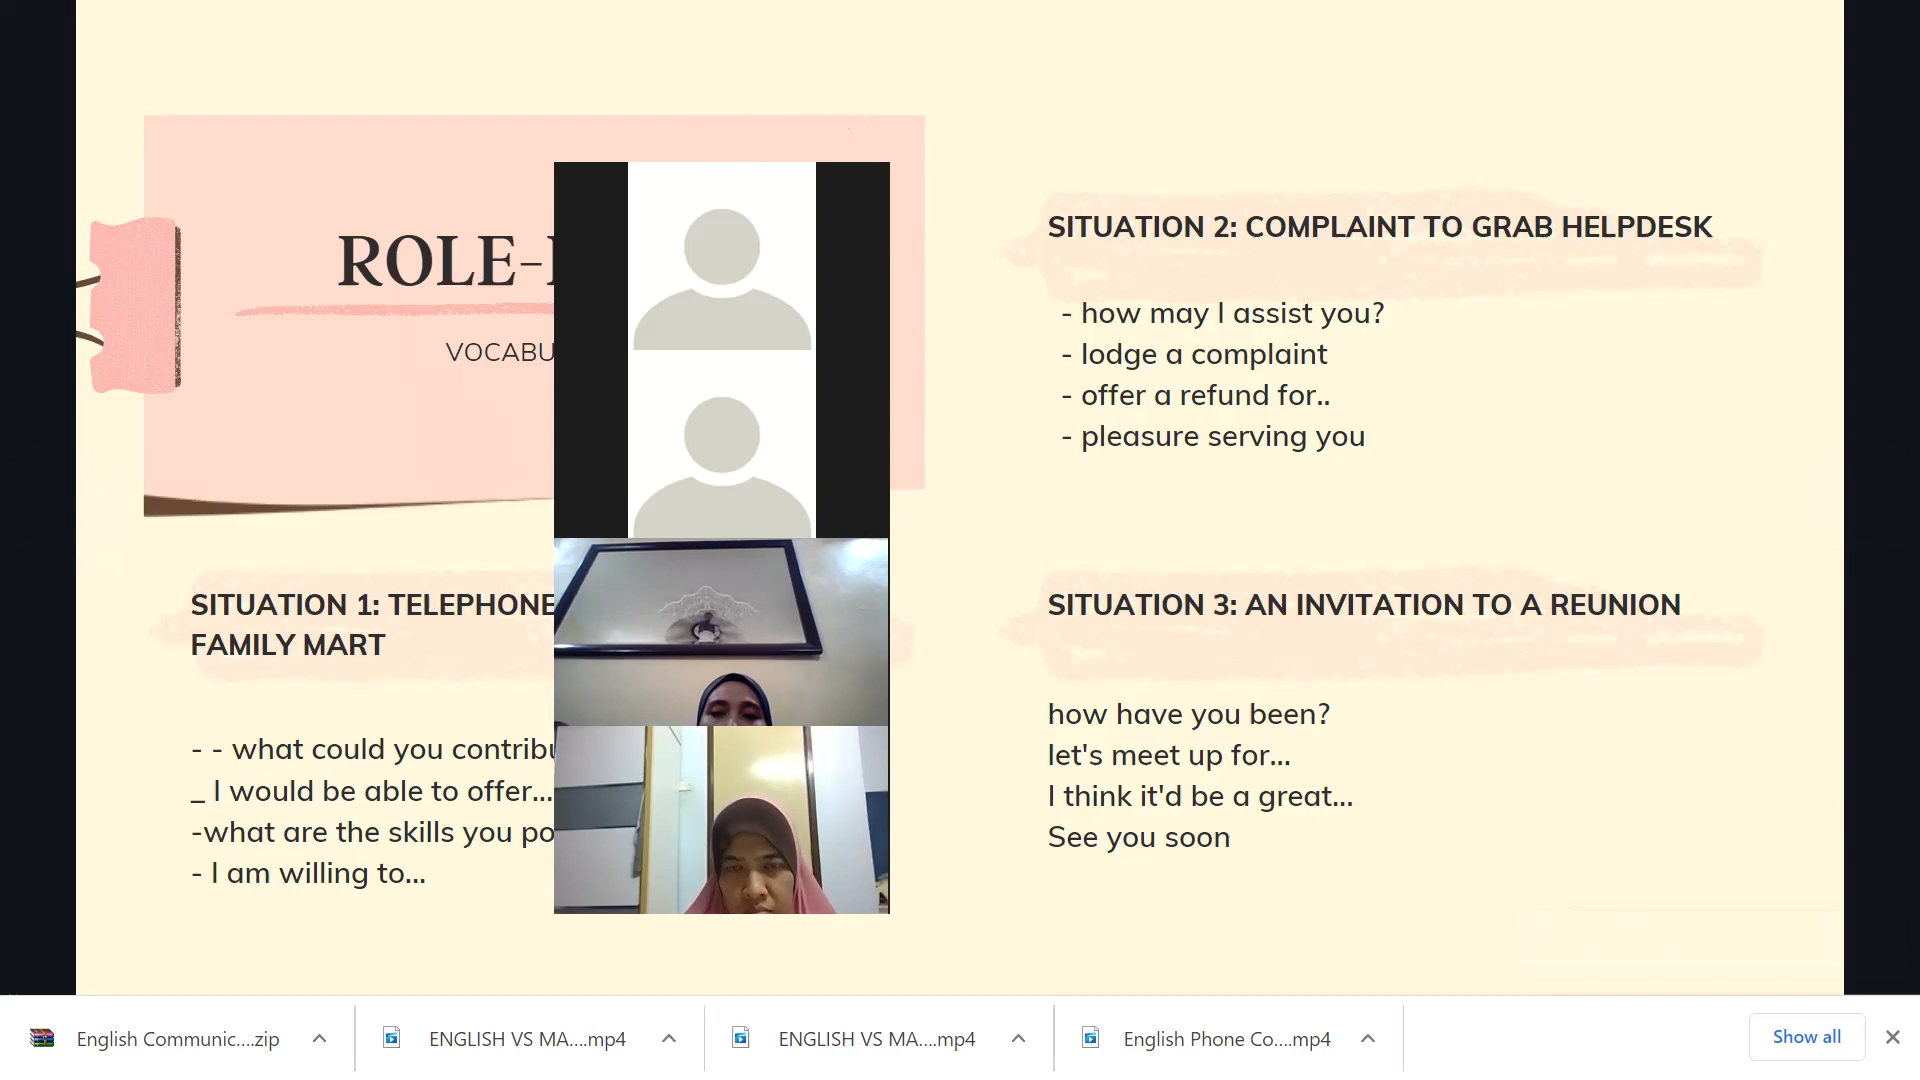 ROLE-
VOCABU
SITUATION 1: TELEPHONE
FAMILY MART
- - what could you contribu
_ I would be able to offer...
-what are the skills you po
- I am willing to...
SITUATION 2: COMPLAINT TO GRAB HELPDESK
- how may I assist you?
- lodge a complaint
- offer a refund for..
- pleasure serving you
SITUATION 3: AN INVITATION TO A REUNION
how have you been?
let's meet up for...
I think it'd be a great...
See you soon
English Communic....zip
ENGLISH VS MA....mp4
ENGLISH VS MA....mp4
English Phone Co....mp4
Show all